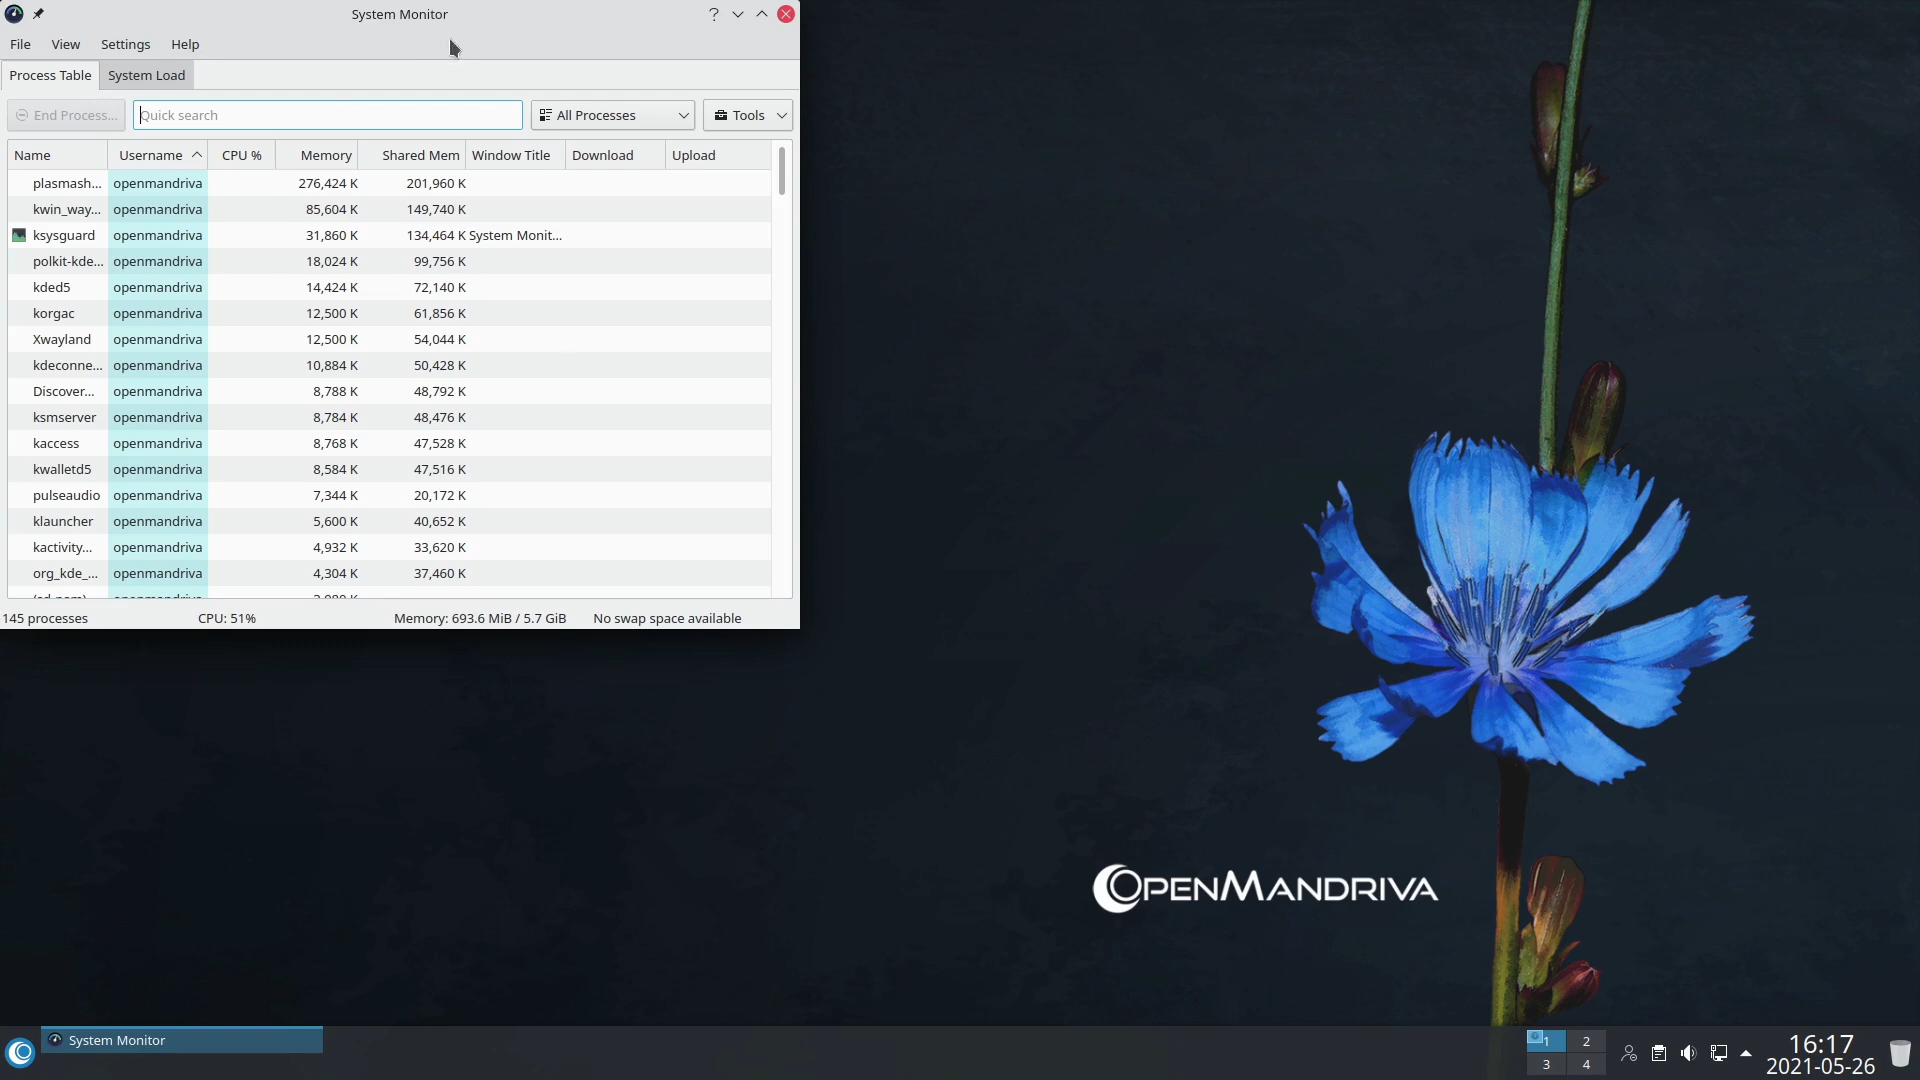 System Monitor
File View Settings Help
Process Table System Load
End Process... Quick search All Processes Tools
Name Username CPU % Memory Shared Mem Window Title Download Upload
plasmash... openmandriva 276,424 K 201,960 K
kwin_way... openmandriva 85,604 K 149,740 K
ksysguard openmandriva 31,860 K 134,464 K System Monit...
polkit-kde... openmandriva 18,024 K 99,756 K
kded5 openmandriva 14,424 K 72,140 K
korgac openmandriva 12,500 K 61,856 K
Xwayland openmandriva 12,500 K 54,044 K
kdeconne... openmandriva 10,884 K 50,428 K
Discover... openmandriva 8,788 K 48,792 K
ksmserver openmandriva 8,784 K 48,476 K
kaccess openmandriva 8,768 K 47,528 K
kwalletd5 openmandriva 8,584 K 47,516 K
pulseaudio openmandriva 7,344 K 20,172 K
klauncher openmandriva 5,600 K 40,652 K
kactivity... openmandriva 4,932 K 33,620 K
org_kde_... openmandriva 4,304 K 37,460 K
145 processes CPU: 51% Memory: 693.6 MiB / 5.7 GiB No swap space available
OPENMANDRIVA
System Monitor
1 2
3 4
16:17
2021-05-26